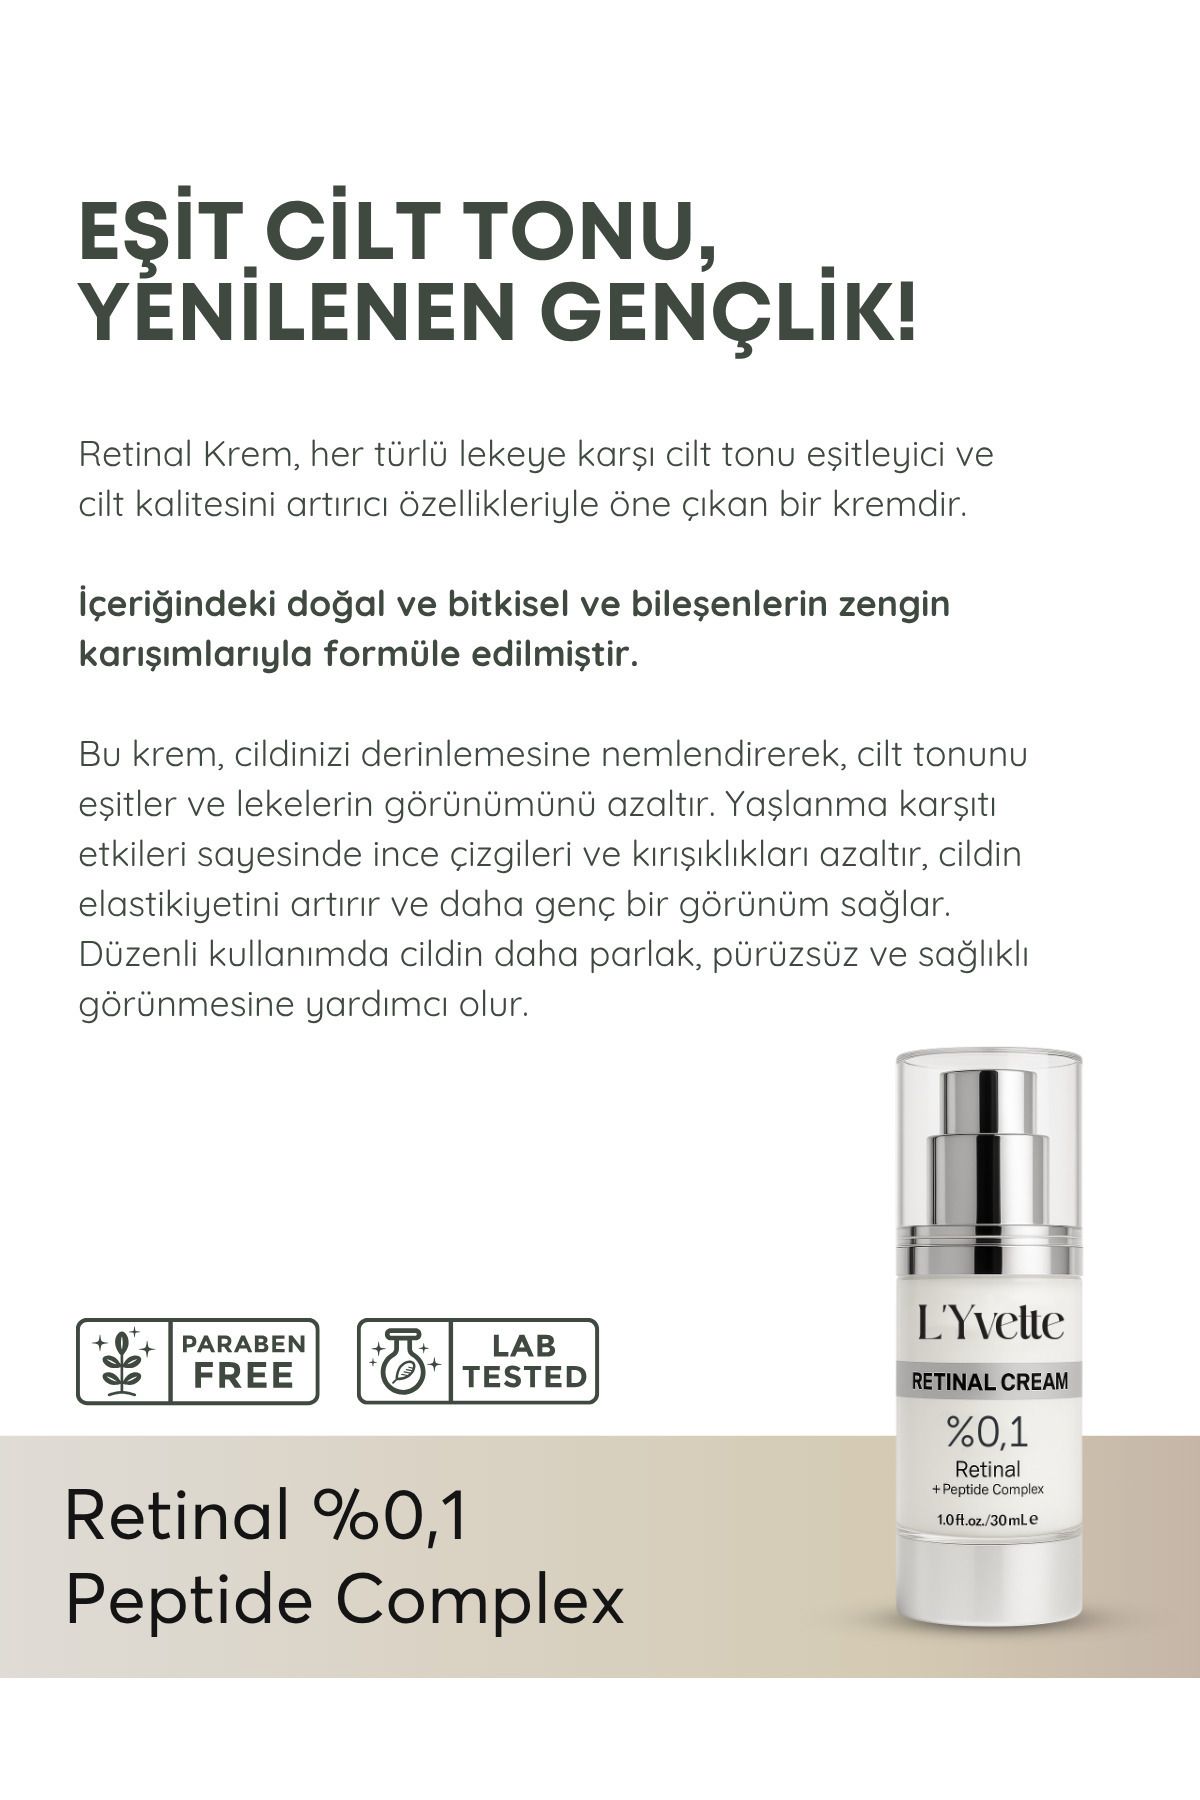 EŞİT CİLT TONU,
YENİLENEN GENÇLİK!
Retinal Krem, her türlü lekeye karşı cilt tonu eşitleyici ve
cilt kalitesini artırıcı özellikleriyle öne çıkan bir kremdir.
İçeriğindeki doğal ve bitkisel ve bileşenlerin zengin
karışımlarıyla formüle edilmiştir.
Bu krem, cildinizi derinlemesine nemlendirerek, cilt tonunu
eşitler ve lekelerin görünümünü azaltır. Yaşlanma karşıtı
etkileri sayesinde ince çizgileri ve kırışıklıkları azaltır, cildin
elastikiyetini artırır ve daha genç bir görünüm sağlar.
Düzenli kullanımda cildin daha parlak, pürüzsüz ve sağlıklı
görünmesine yardımcı olur.
PARABEN
FREE
LAB
TESTED
L'Yvette
RETINAL CREAM
%0,1
Retinal
+Peptide Complex
1.0 ft.oz./30mL e
Retinal %0,1
Peptide Complex